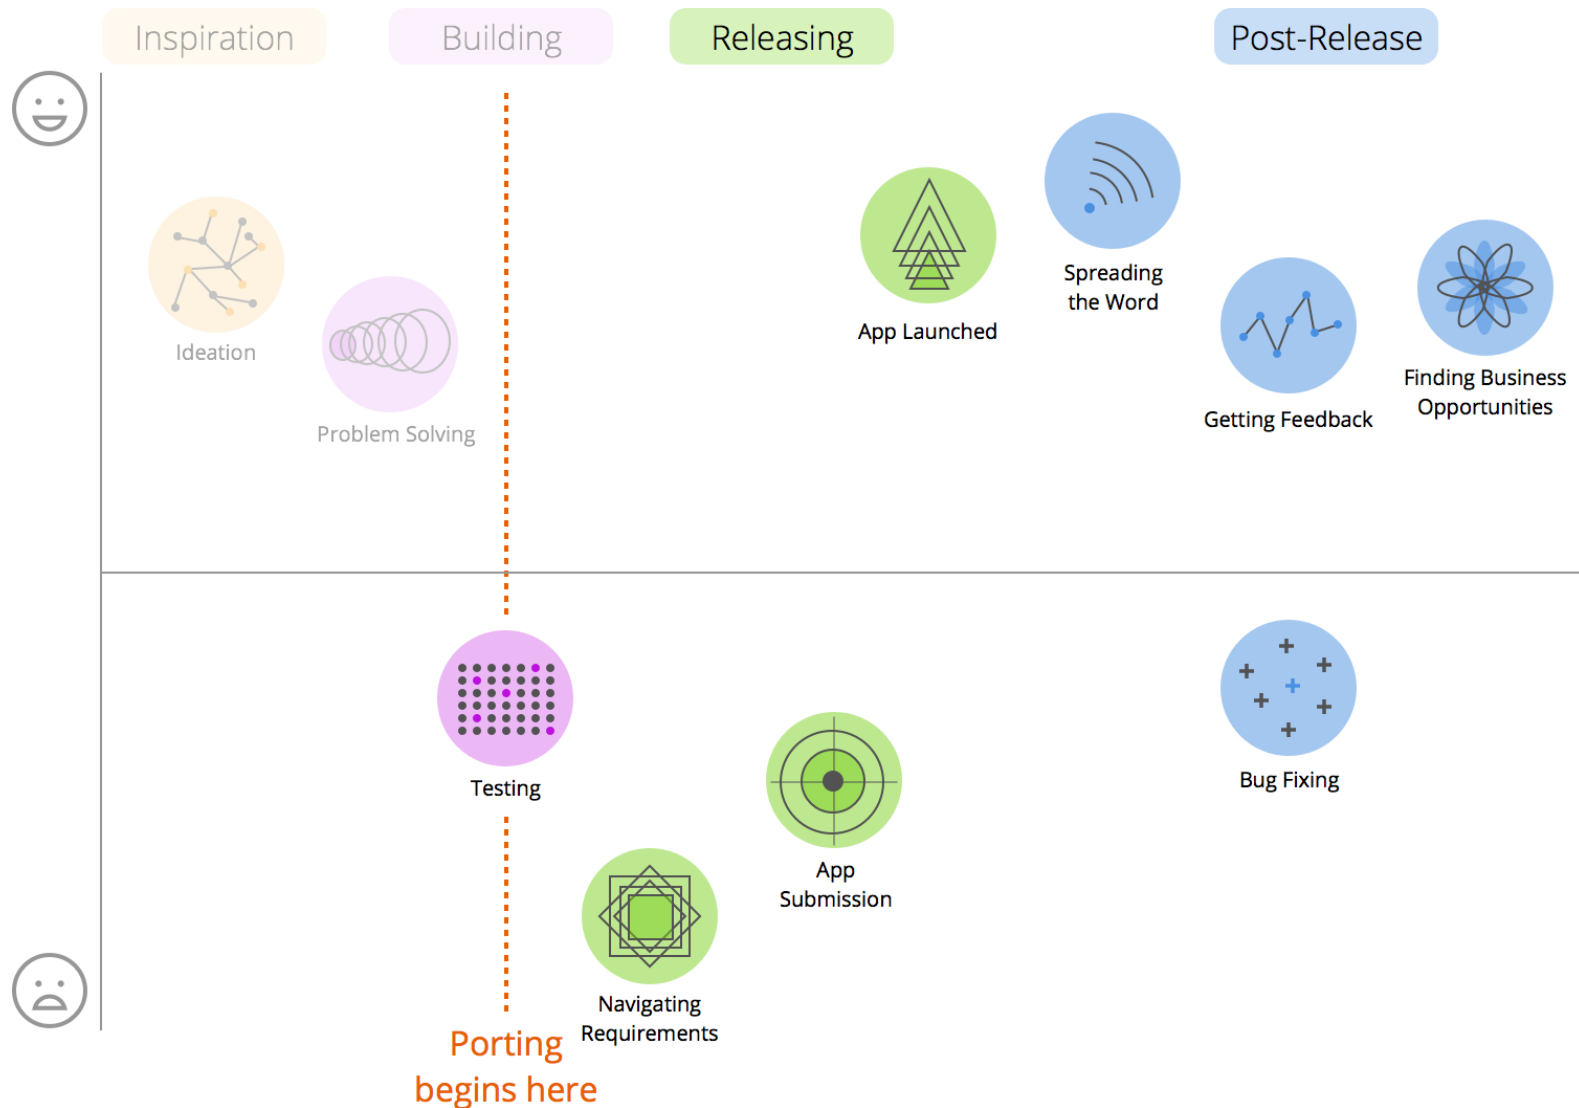 Inspiration
Building
Releasing
Post-Release
Ideation
Problem Solving
App Launched
Spreading
the Word
Getting Feedback
Finding Business
Opportunities
Testing
Navigating
Requirements
App
Submission
Bug Fixing
Porting
begins here